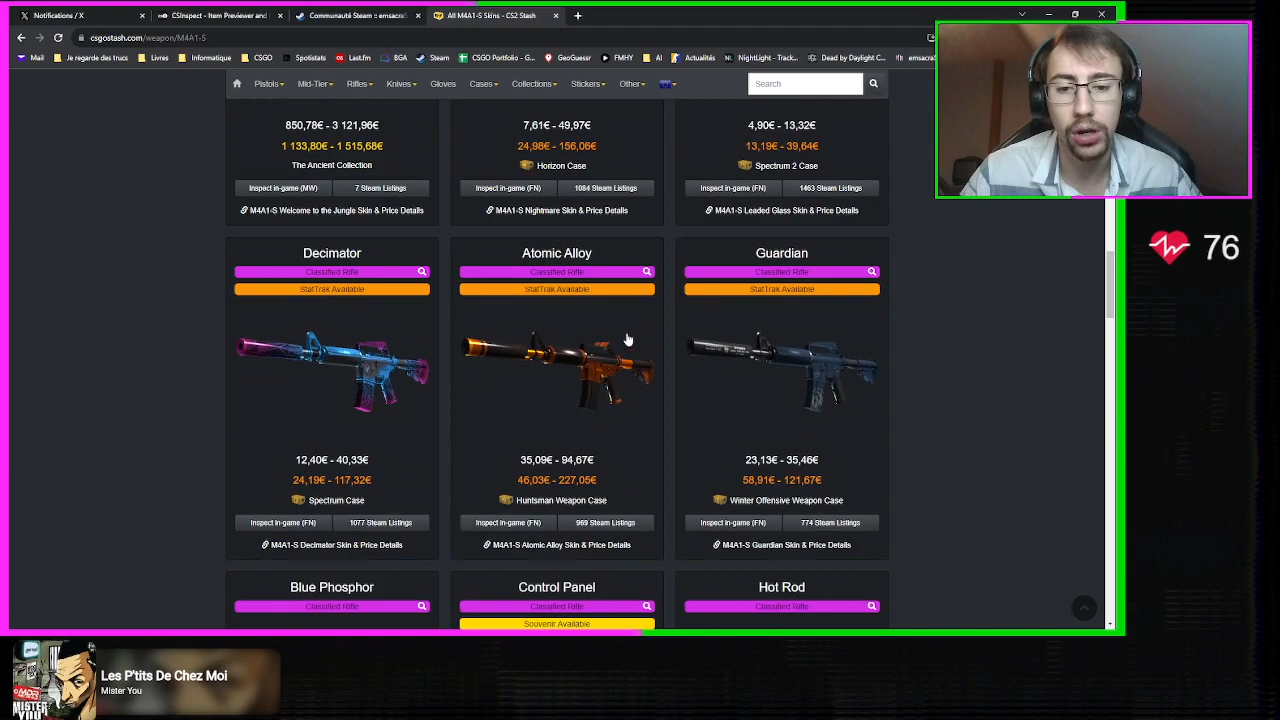 Notifications / X
CSInspect - Item Previewer and
Communauté Steam :: emsacraS
All M4A1-S Skins - CS2 Stash
csgostash.com/weapon/M4A1-S
Mail
Je regarde des trucs
Livres
Informatique
CSGO
Spotistats
Last.fm
BGA
Steam
CSGO Portfolio - G...
GeoGuessr
FMHY
AI
Actualités
NightLight - Track...
Dead by Daylight C...
Pistols
Mid-Tier
Rifles
Knives
Gloves
Cases
Collections
Stickers
Other
Search
850,78€ - 3 121,96€
7,61€ - 49,97€
4,90€ - 13,32€
1 133,80€ - 1 515,68€
24,98€ - 156,06€
13,19€ - 39,64€
The Ancient Collection
Horizon Case
Spectrum 2 Case
Inspect in-game (MW)
7 Steam Listings
Inspect in-game (FN)
1084 Steam Listings
Inspect in-game (FN)
1463 Steam Listings
M4A1-S Welcome to the Jungle Skin & Price Details
M4A1-S Nightmare Skin & Price Details
M4A1-S Leaded Glass Skin & Price Details
76
Decimator
Atomic Alloy
Guardian
Classified Rifle
Classified Rifle
Classified Rifle
StatTrak Available
StatTrak Available
StatTrak Available
12,40€ - 40,33€
35,09€ - 94,67€
23,13€ - 35,46€
24,19€ - 117,32€
46,03€ - 227,05€
58,91€ - 121,67€
Spectrum Case
Huntsman Weapon Case
Winter Offensive Weapon Case
Inspect in-game (FN)
1077 Steam Listings
Inspect in-game (FN)
969 Steam Listings
Inspect in-game (FN)
774 Steam Listings
M4A1-S Decimator Skin & Price Details
M4A1-S Atomic Alloy Skin & Price Details
M4A1-S Guardian Skin & Price Details
Blue Phosphor
Control Panel
Hot Rod
Classified Rifle
Classified Rifle
Classified Rifle
Souvenir Available
Les P'tits De Chez Moi
Mister You
MISTER
YOU